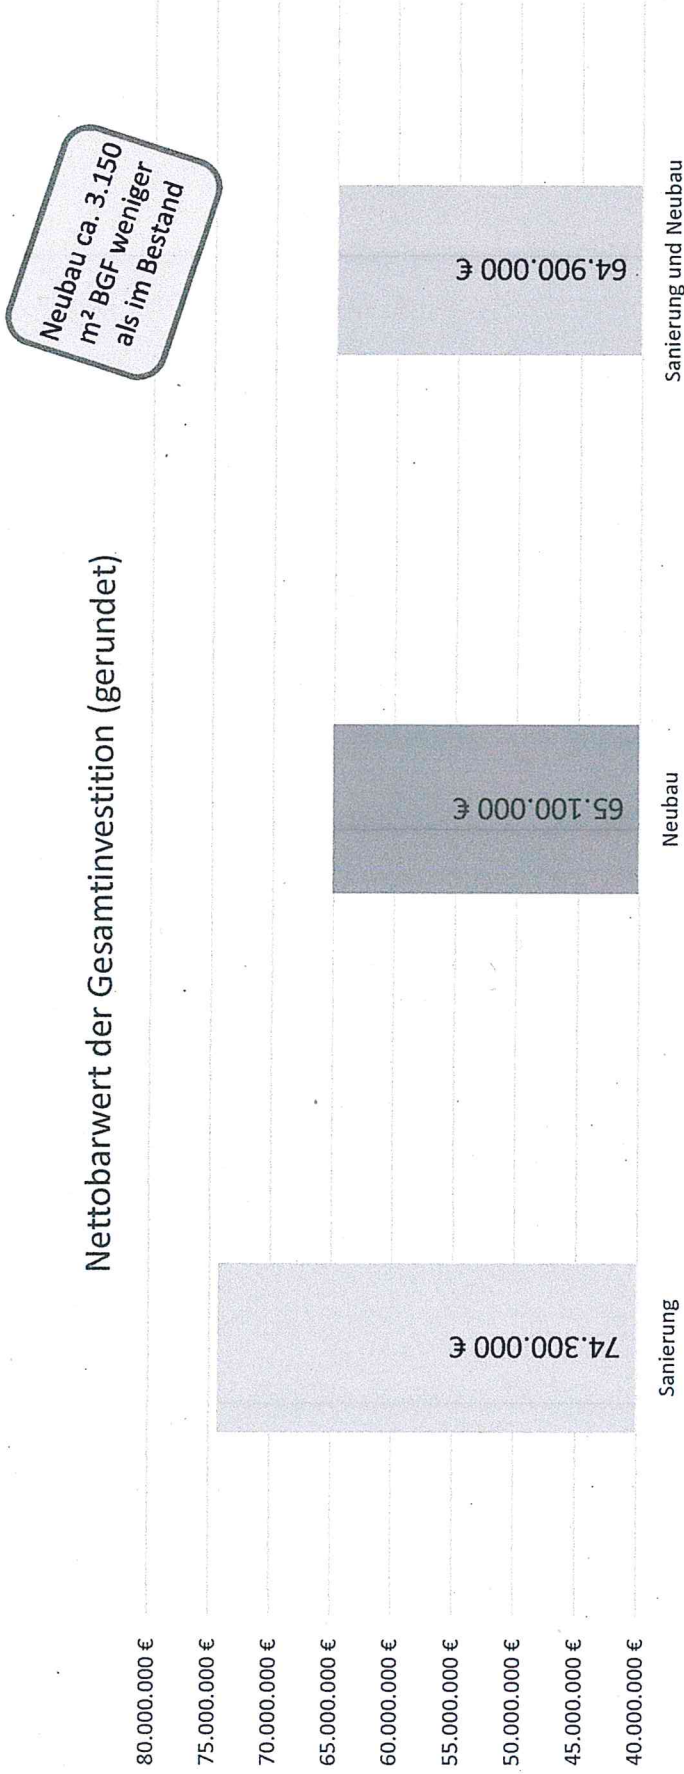 Nettobarwert der Gesamtinvestition (gerundet)
Neubau ca. 3.150
m² BGF weniger
als im Bestand
80.000.000 €
75.000.000 €
70.000.000 €
65.000.000 €
60.000.000 €
55.000.000 €
50.000.000 €
45.000.000 €
40.000.000 €
74.300.000 €
65.100.000 €
64.900.000 €
Sanierung
Neubau
Sanierung und Neubau